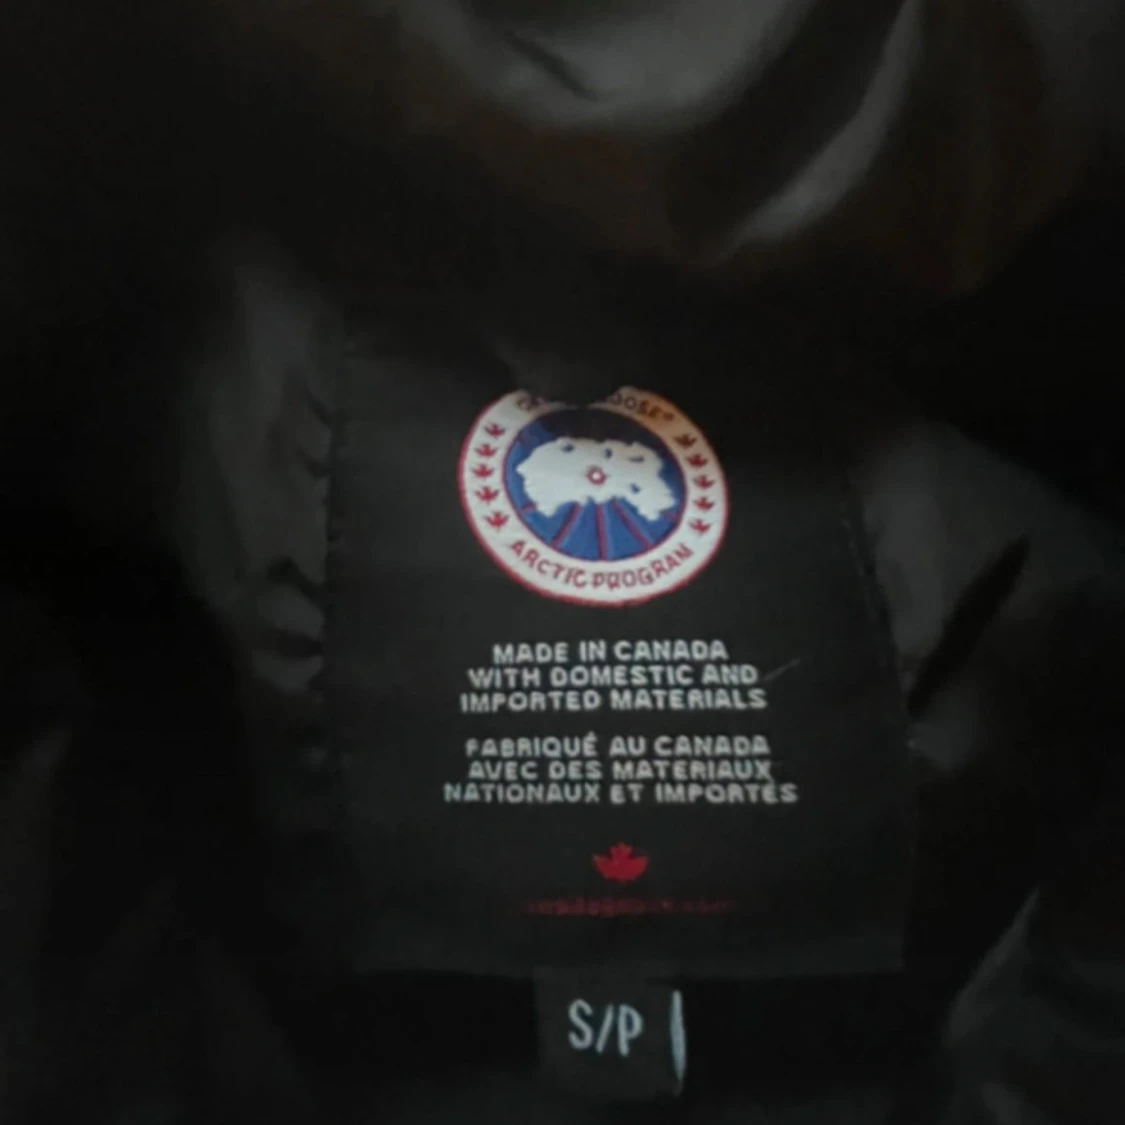 ARCTIC PROGRAM
MADE IN CANADA
WITH DOMESTIC AND
IMPORTED MATERIALS
FABRIQUÉ AU CANADA
AVEC DES MATERIAUX
NATIONAUX ET IMPORTÉS
S/P